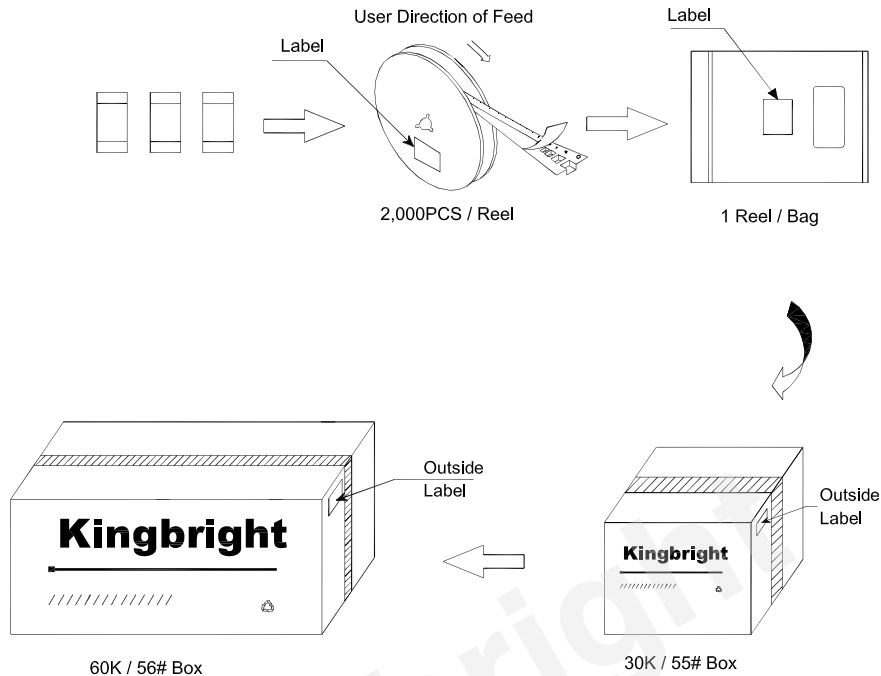 User Direction of Feed
Label
Label
2,000PCS / Reel
1 Reel / Bag
Outside
Label
Kingbright
60K / 56# Box
Outside
Label
Kingbright
30K / 55# Box